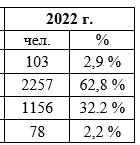 2022 г.
чел. %
103 2,9 %
2257 62,8 %
1156 32.2 %
78 2,2 %